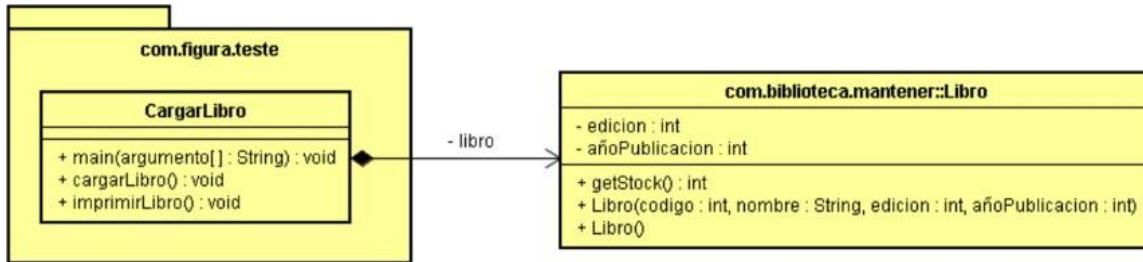 com.figura.teste
CargarLibro
+ main(argumento[ ] : String) : void
+ cargarLibro() : void
+ imprimirLibro() : void
- libro
com.biblioteca.mantener::Libro
- edicion : int
- añoPublicacion : int
+ getStock() : int
+ Libro(codigo : int, nombre : String, edicion : int, añoPublicacion : int)
+ Libro()